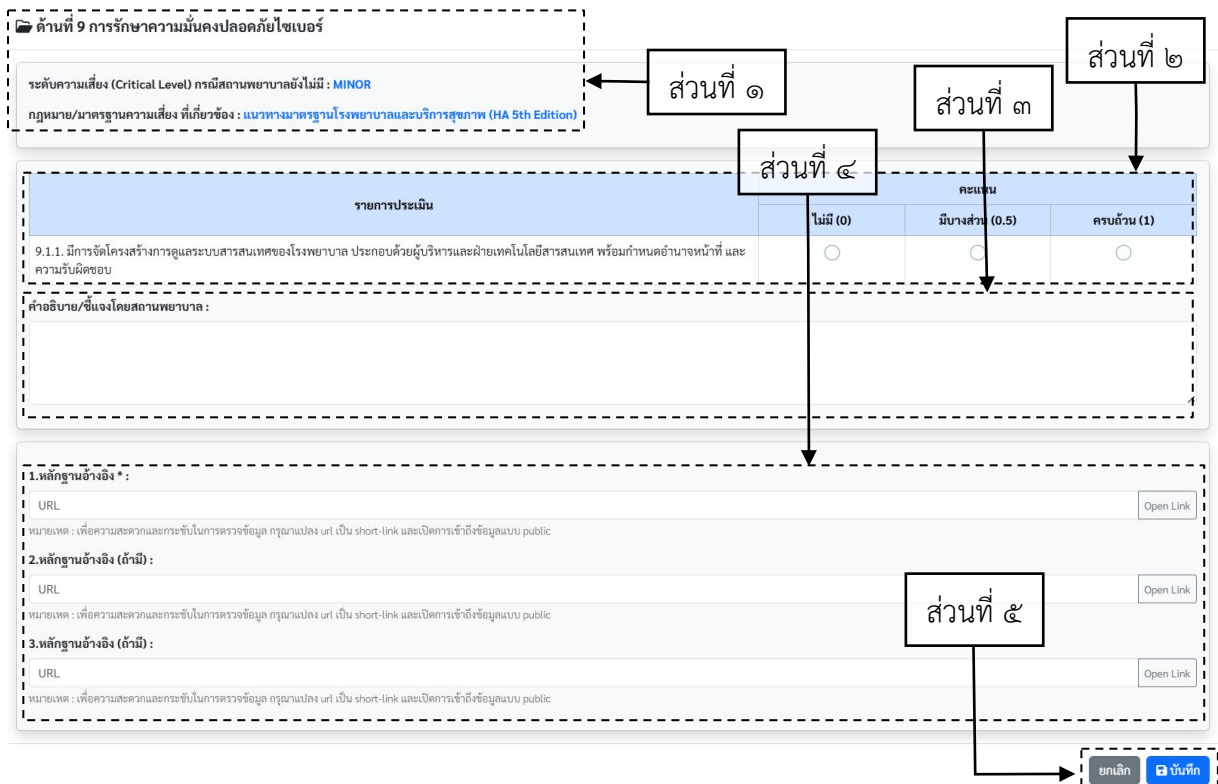 ด้านที่ 9 การรักษาความมั่นคงปลอดภัยไซเบอร์
ส่วนที่ ๒
ระดับความเสี่ยง (Critical Level) กรณีสถานพยาบาลยังไม่มี : MINOR
ส่วนที่ ๑
ส่วนที่ ๓
กฎหมาย/มาตรฐานความเสี่ยง ที่เกี่ยวข้อง : แนวทางมาตรฐานโรงพยาบาลและบริการสุขภาพ (HA 5th Edition)
ส่วนที่ ๔
รายการประเมิน
คะแนน
ไม่มี (0)
มีบางส่วน (0.5)
ครบถ้วน (1)
9.1.1. มีการจัดโครงสร้างการดูแลระบบสารสนเทศของโรงพยาบาล ประกอบด้วยผู้บริหารและฝ่ายเทคโนโลยีสารสนเทศ พร้อมกำหนดอำนาจหน้าที่ และ
ความรับผิดชอบ
คำอธิบาย/ชี้แจงโดยสถานพยาบาล :
1.หลักฐานอ้างอิง * :
URL
Open Link
หมายเหตุ : เพื่อความสะดวกและกระชับในการตรวจข้อมูล กรุณาแปลง url เป็น short-link และเปิดการเข้าถึงข้อมูลแบบ public
2.หลักฐานอ้างอิง (ถ้ามี) :
URL
Open Link
หมายเหตุ : เพื่อความสะดวกและกระชับในการตรวจข้อมูล กรุณาแปลง url เป็น short-link และเปิดการเข้าถึงข้อมูลแบบ public
ส่วนที่ ๕
3.หลักฐานอ้างอิง (ถ้ามี) :
URL
Open Link
หมายเหตุ : เพื่อความสะดวกและกระชับในการตรวจข้อมูล กรุณาแปลง url เป็น short-link และเปิดการเข้าถึงข้อมูลแบบ public
ยกเลิก
บันทึก